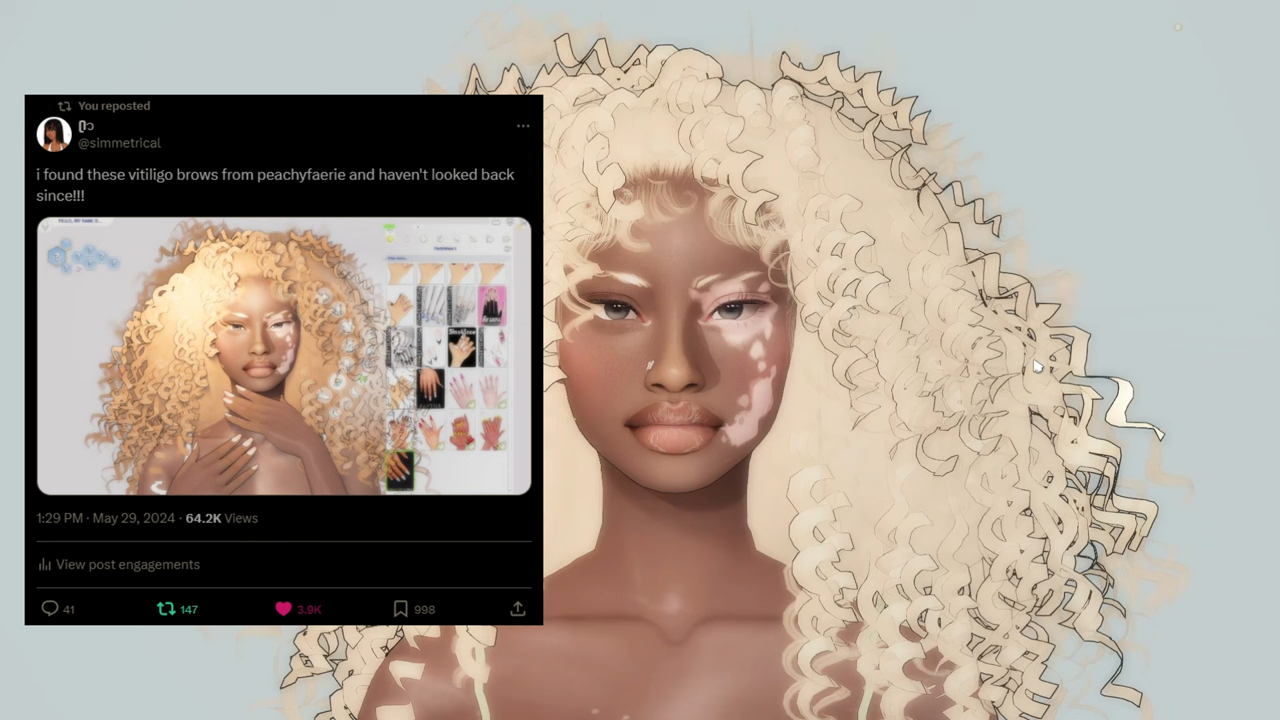 You reposted
@simmetrical
i found these vitiligo brows from peachyfaerie and haven't looked back
since!!!
1:29 PM · May 29, 2024 · 64.2K Views
View post engagements
41
147
3.9K
998